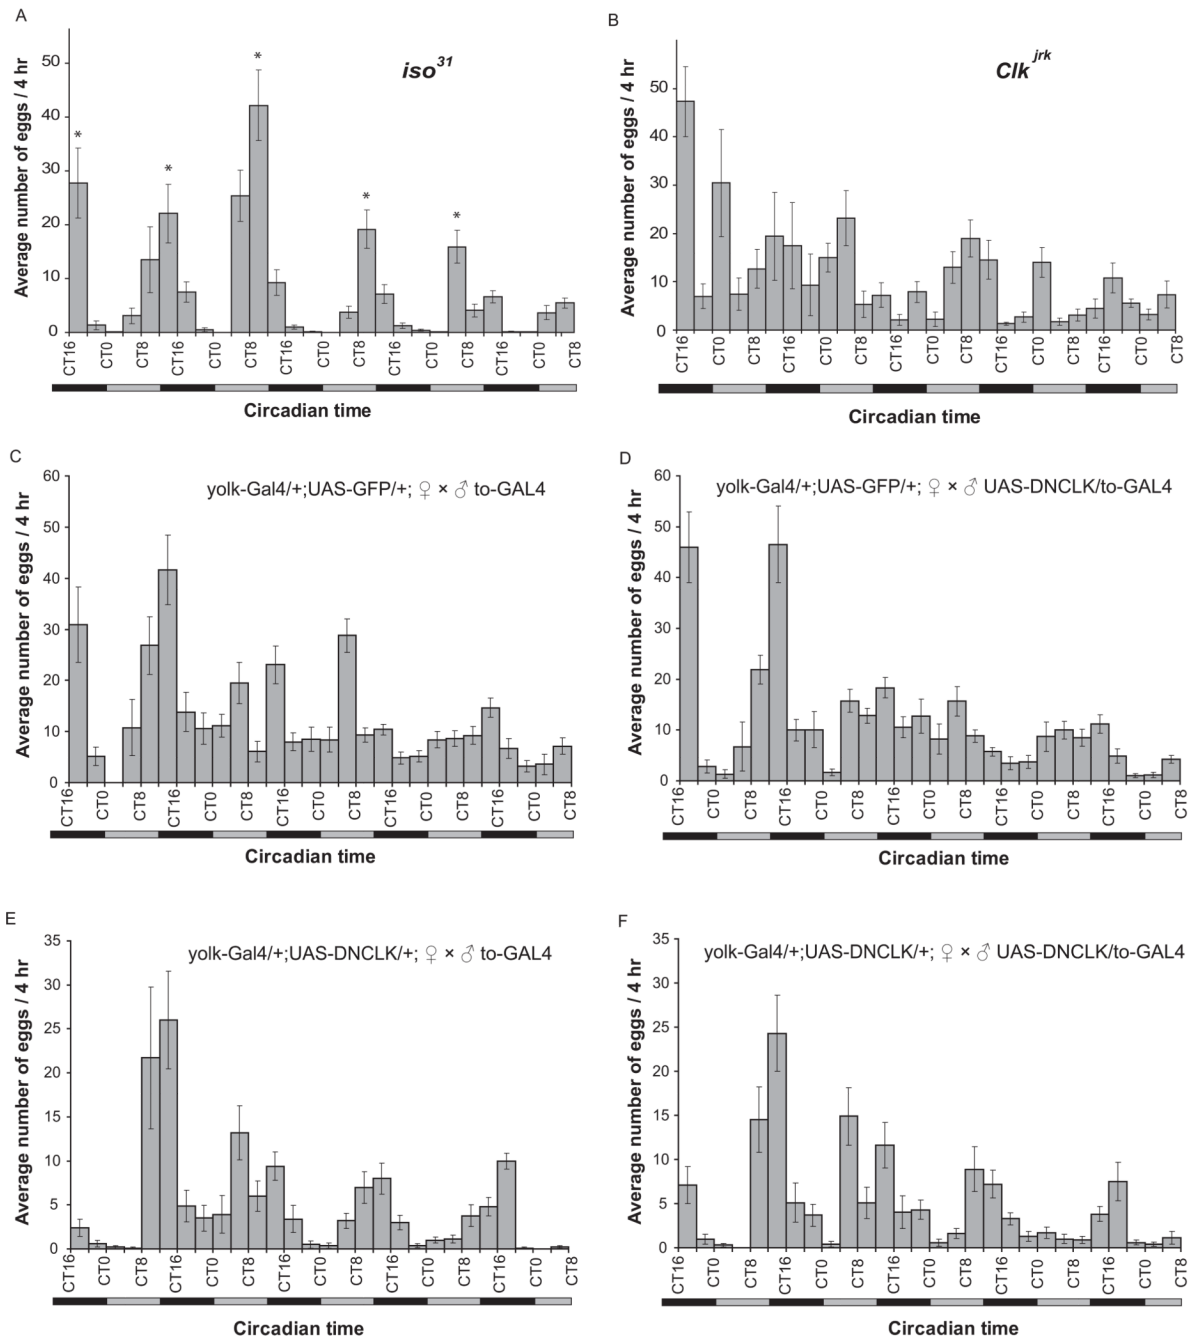 A
Average number of eggs / 4 hr
50
40
30
20
10
0
*
*
*
*
*
iso31
CT16
CT0
CT8
CT16
CT0
CT8
CT16
CT0
CT8
CT16
CT0
CT8
CT16
CT0
CT8
Circadian time
B
Average number of eggs / 4 hr
50
40
30
20
10
0
Clk jrk
CT16
CT0
CT8
CT16
CT0
CT8
CT16
CT0
CT8
CT16
CT0
CT8
CT16
CT0
CT8
Circadian time
C
Average number of eggs / 4 hr
60
50
40
30
20
10
0
yolk-Gal4/+;UAS-GFP/+; ♀ × ♂ to-GAL4
CT16
CT0
CT8
CT16
CT0
CT8
CT16
CT0
CT8
CT16
CT0
CT8
CT16
CT0
CT8
Circadian time
D
Average number of eggs / 4 hr
60
50
40
30
20
10
0
yolk-Gal4/+;UAS-GFP/+; ♀ × ♂ UAS-DNCLK/to-GAL4
CT16
CT0
CT8
CT16
CT0
CT8
CT16
CT0
CT8
CT16
CT0
CT8
CT16
CT0
CT8
Circadian time
E
Average number of eggs / 4 hr
35
30
25
20
15
10
5
0
yolk-Gal4/+;UAS-DNCLK/+; ♀ × ♂ to-GAL4
CT16
CT0
CT8
CT16
CT0
CT8
CT16
CT0
CT8
CT16
CT0
CT8
CT16
CT0
CT8
Circadian time
F
Average number of eggs / 4 hr
35
30
25
20
15
10
5
0
yolk-Gal4/+;UAS-DNCLK/+; ♀ × ♂ UAS-DNCLK/to-GAL4
CT16
CT0
CT8
CT16
CT0
CT8
CT16
CT0
CT8
CT16
CT0
CT8
CT16
CT0
CT8
Circadian time